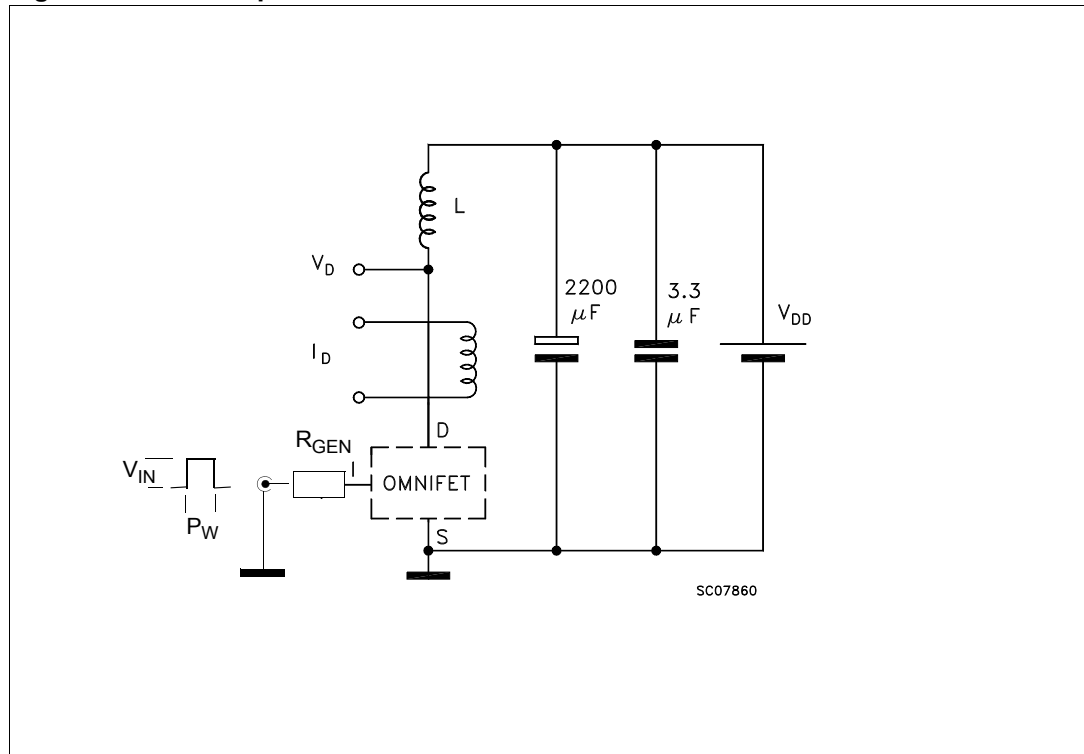 L
V_D
2200
μF
3.3
μF
V_DD
I_D
D
R_GEN
I
V_IN
OMNIFET
P_W
S
SC07860